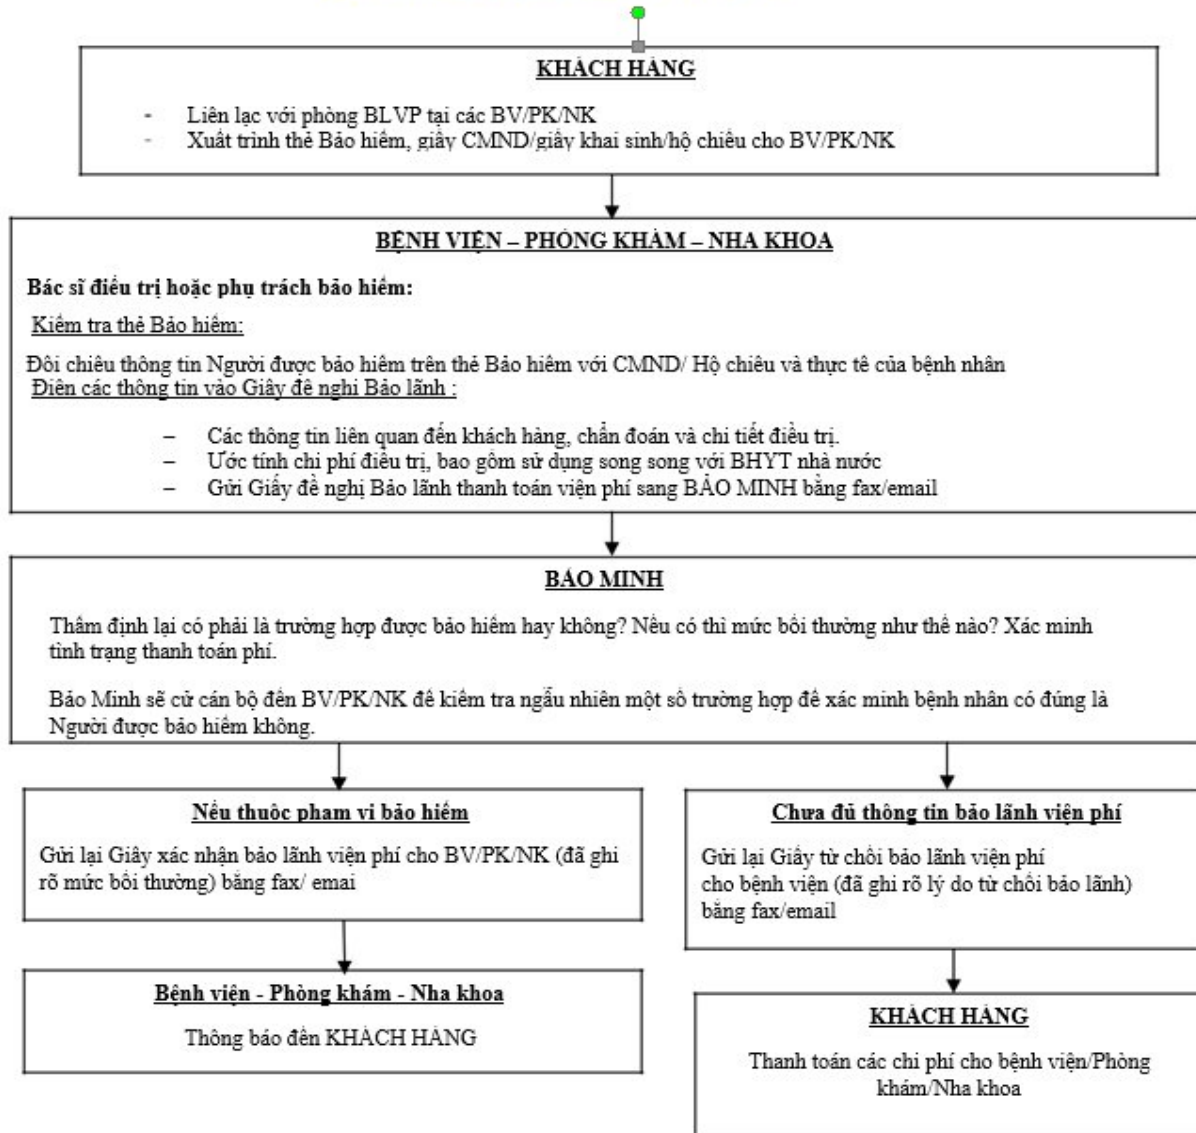 KHÁCH HÀNG
- Liên lạc với phòng BLVP tại các BV/PK/NK
- Xuất trình thẻ Bảo hiểm, giấy CMND/giấy khai sinh/hộ chiếu cho BV/PK/NK
BỆNH VIỆN – PHÒNG KHÁM – NHA KHOA
Bác sĩ điều trị hoặc phụ trách bảo hiểm:
Kiểm tra thẻ Bảo hiểm:
Đối chiếu thông tin Người được bảo hiểm trên thẻ Bảo hiểm với CMND/ Hộ chiếu và thực tế của bệnh nhân
Điền các thông tin vào Giấy đề nghị Bảo lãnh :
– Các thông tin liên quan đến khách hàng, chẩn đoán và chi tiết điều trị.
– Ước tính chi phí điều trị, bao gồm sử dụng song song với BHYT nhà nước
– Gửi Giấy đề nghị Bảo lãnh thanh toán viện phí sang BẢO MINH bằng fax/email
BẢO MINH
Thẩm định lại có phải là trường hợp được bảo hiểm hay không? Nếu có thì mức bồi thường như thế nào? Xác minh
tình trạng thanh toán phí.
Bảo Minh sẽ cử cán bộ đến BV/PK/NK để kiểm tra ngẫu nhiên một số trường hợp để xác minh bệnh nhân có đúng là
Người được bảo hiểm không.
Nếu thuộc phạm vi bảo hiểm
Gửi lại Giấy xác nhận bảo lãnh viện phí cho BV/PK/NK (đã ghi
rõ mức bồi thường) bằng fax/ emai
Chưa đủ thông tin bảo lãnh viện phí
Gửi lại Giấy từ chối bảo lãnh viện phí
cho bệnh viện (đã ghi rõ lý do từ chối bảo lãnh)
bằng fax/email
Bệnh viện - Phòng khám - Nha khoa
Thông báo đến KHÁCH HÀNG
KHÁCH HÀNG
Thanh toán các chi phí cho bệnh viện/Phòng
khám/Nha khoa